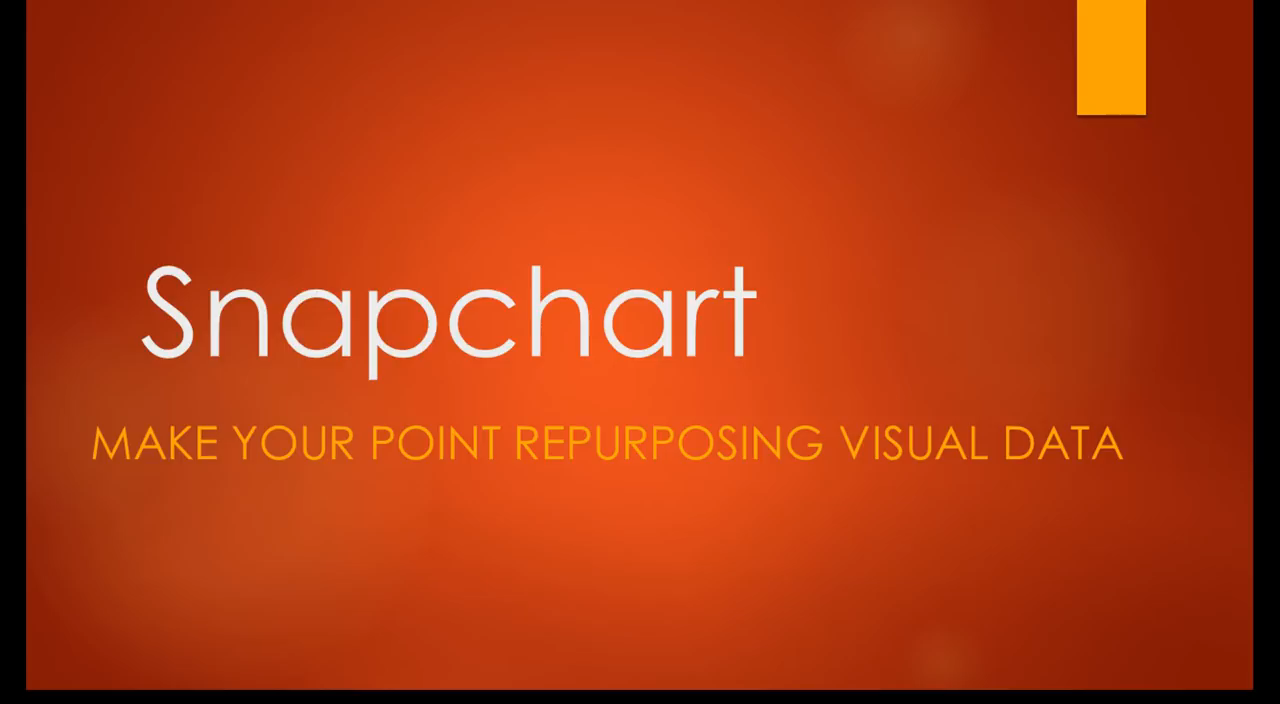 Snapchart
MAKE YOUR POINT REPURPOSING VISUAL DATA